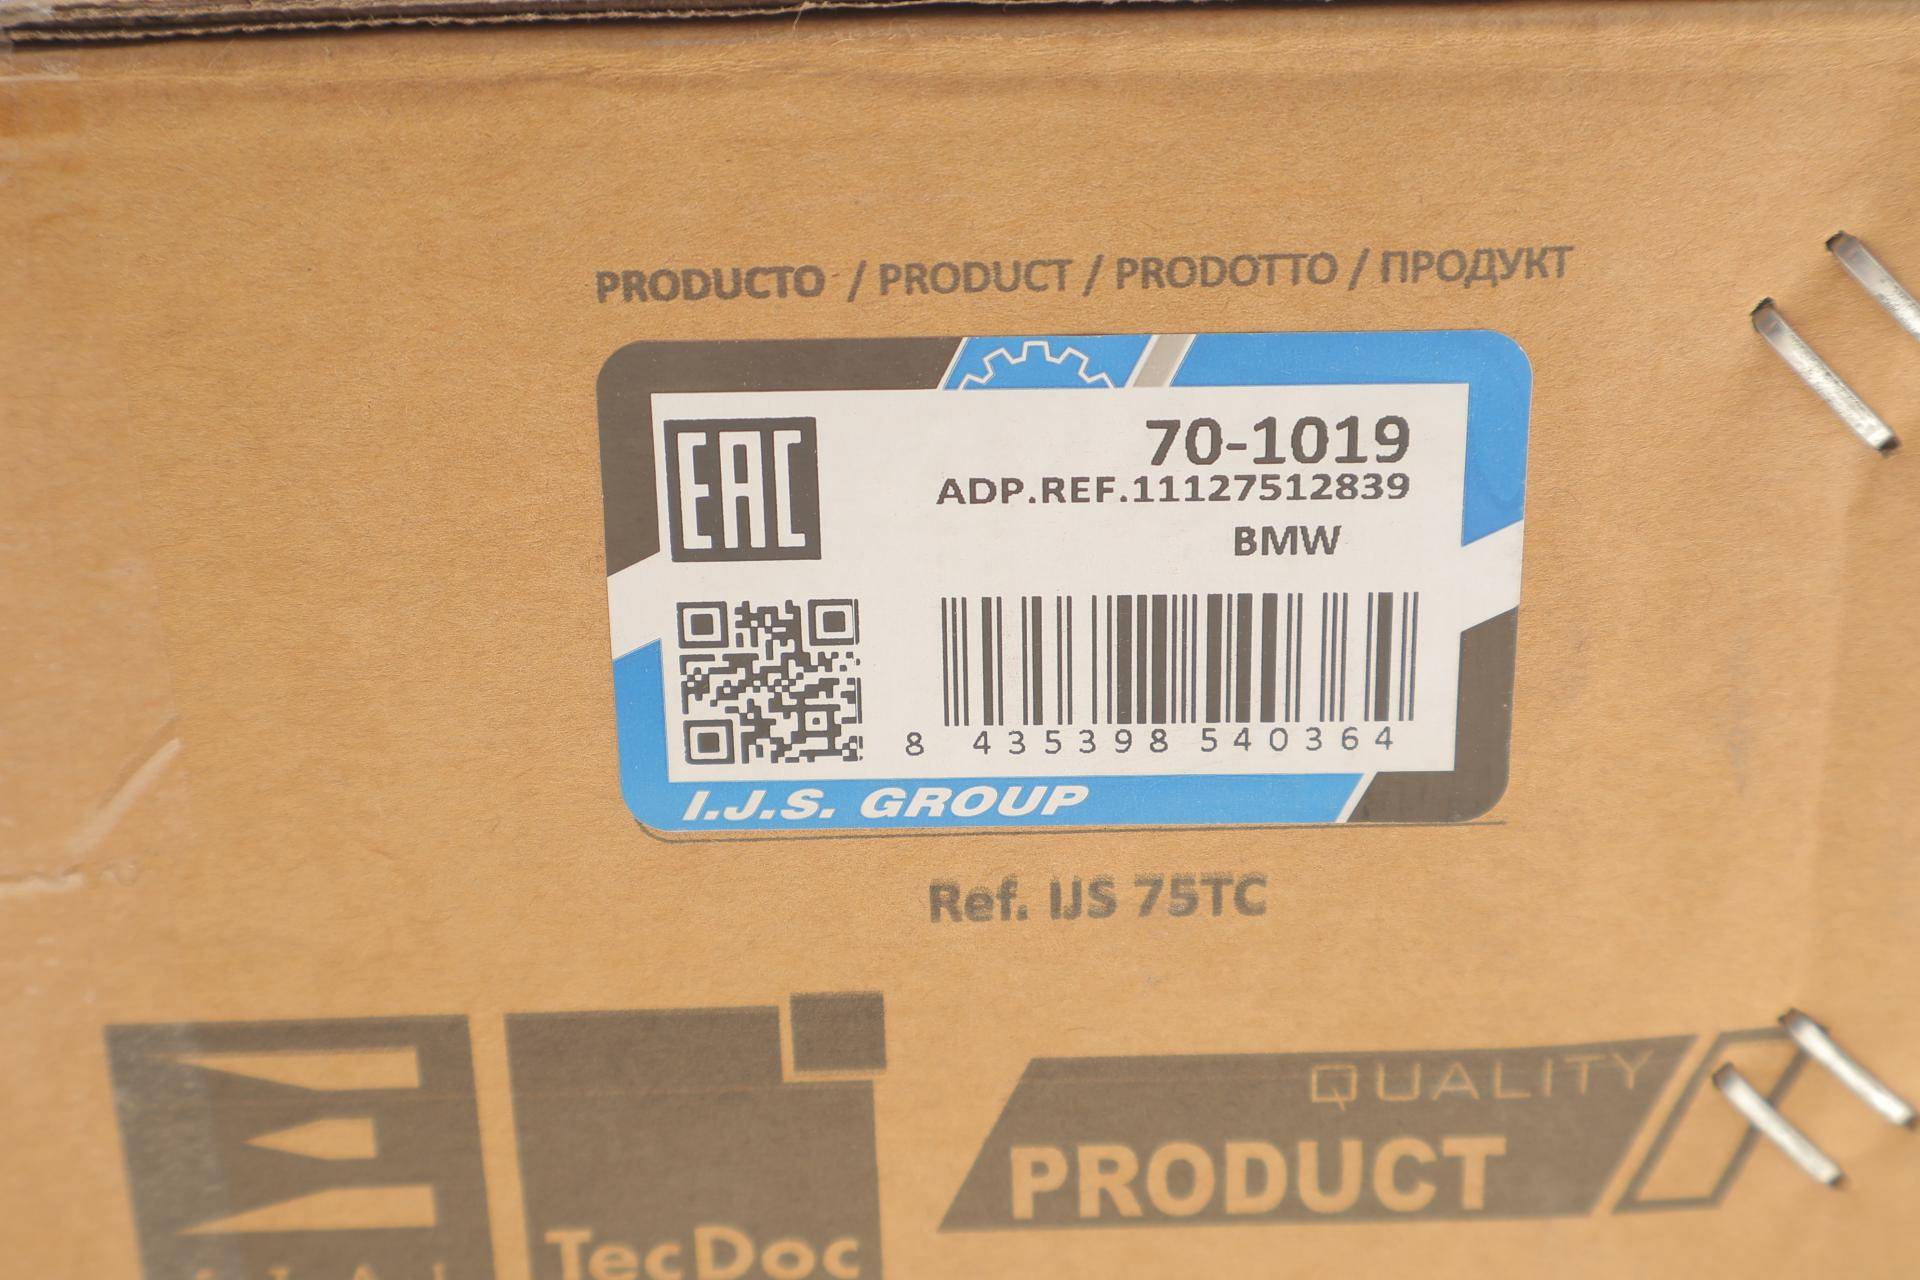 PRODUCTO / PRODUCT / PRODOTTO / ПРОДУКТ
EAC
70-1019
ADP.REF.11127512839
BMW
8 435398 540364
I.J.S. GROUP
Ref. IJS 75TC
QUALITY
PRODUCT
TecDoc